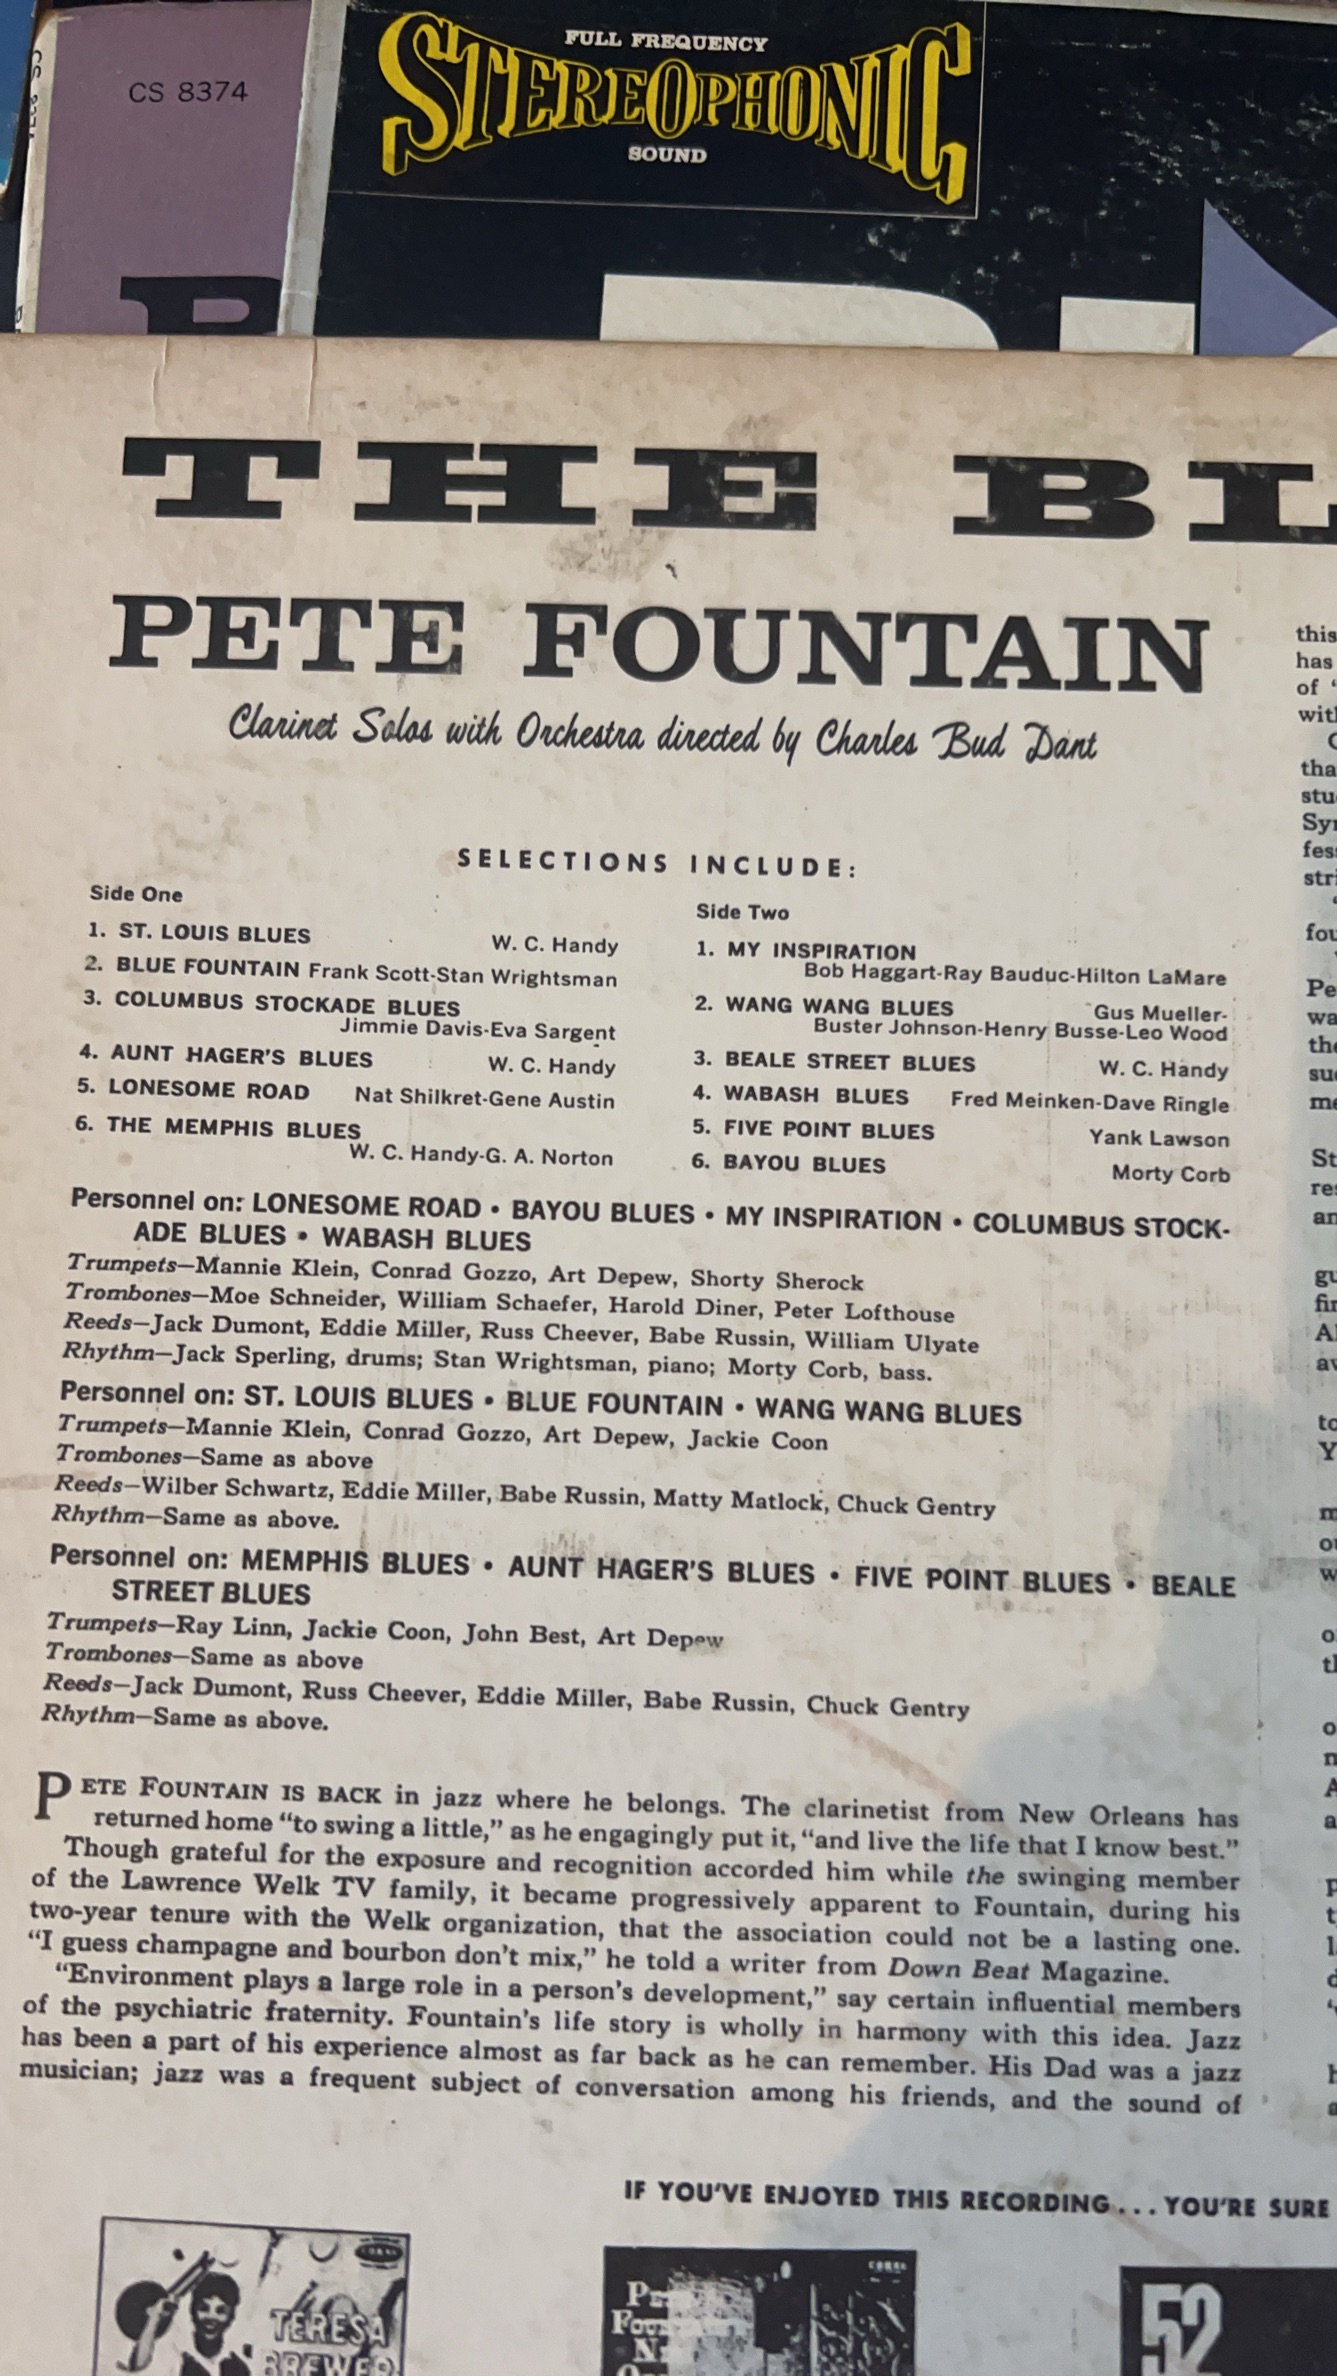 CS 8374
FULL FREQUENCY
STEREOPHONIC
SOUND
THE BL
PETE FOUNTAIN
Clarinet Solos with Orchestra directed by Charles Bud Dant
SELECTIONS INCLUDE:
Side One
1. ST. LOUIS BLUES W. C. Handy
2. BLUE FOUNTAIN Frank Scott-Stan Wrightsman
3. COLUMBUS STOCKADE BLUES
Jimmie Davis-Eva Sargent
4. AUNT HAGER'S BLUES W. C. Handy
5. LONESOME ROAD Nat Shilkret-Gene Austin
6. THE MEMPHIS BLUES
W. C. Handy-G. A. Norton
Side Two
1. MY INSPIRATION
Bob Haggart-Ray Bauduc-Hilton LaMare
2. WANG WANG BLUES Gus Mueller-
Buster Johnson-Henry Busse-Leo Wood
3. BEALE STREET BLUES W. C. Handy
4. WABASH BLUES Fred Meinken-Dave Ringle
5. FIVE POINT BLUES Yank Lawson
6. BAYOU BLUES Morty Corb
Personnel on: LONESOME ROAD • BAYOU BLUES • MY INSPIRATION • COLUMBUS STOCK-
ADE BLUES • WABASH BLUES
Trumpets—Mannie Klein, Conrad Gozzo, Art Depew, Shorty Sherock
Trombones—Moe Schneider, William Schaefer, Harold Diner, Peter Lofthouse
Reeds—Jack Dumont, Eddie Miller, Russ Cheever, Babe Russin, William Ulyate
Rhythm—Jack Sperling, drums; Stan Wrightsman, piano; Morty Corb, bass.
Personnel on: ST. LOUIS BLUES • BLUE FOUNTAIN • WANG WANG BLUES
Trumpets—Mannie Klein, Conrad Gozzo, Art Depew, Jackie Coon
Trombones—Same as above
Reeds—Wilber Schwartz, Eddie Miller, Babe Russin, Matty Matlock, Chuck Gentry
Rhythm—Same as above.
Personnel on: MEMPHIS BLUES • AUNT HAGER'S BLUES • FIVE POINT BLUES • BEALE
STREET BLUES
Trumpets—Ray Linn, Jackie Coon, John Best, Art Depew
Trombones—Same as above
Reeds—Jack Dumont, Russ Cheever, Eddie Miller, Babe Russin, Chuck Gentry
Rhythm—Same as above.
PETE FOUNTAIN IS BACK in jazz where he belongs. The clarinetist from New Orleans has
returned home “to swing a little,” as he engagingly put it, “and live the life that I know best.”
Though grateful for the exposure and recognition accorded him while the swinging member
of the Lawrence Welk TV family, it became progressively apparent to Fountain, during his
two-year tenure with the Welk organization, that the association could not be a lasting one.
“I guess champagne and bourbon don't mix,” he told a writer from Down Beat Magazine.
“Environment plays a large role in a person's development,” say certain influential members
of the psychiatric fraternity. Fountain's life story is wholly in harmony with this idea. Jazz
has been a part of his experience almost as far back as he can remember. His Dad was a jazz
musician; jazz was a frequent subject of conversation among his friends, and the sound of
this
has
of
IF YOU'VE ENJOYED THIS RECORDING . . . YOU'RE SURE
TERESA
BREWER
CORAL
52